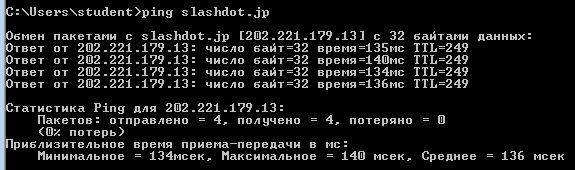 C:\Users\student>ping slashdot.jp
Обмен пакетами с slashdot.jp [202.221.179.13] с 32 байтами данных:
Ответ от 202.221.179.13: число байт=32 время=135мс TTL=249
Ответ от 202.221.179.13: число байт=32 время=140мс TTL=249
Ответ от 202.221.179.13: число байт=32 время=134мс TTL=249
Ответ от 202.221.179.13: число байт=32 время=136мс TTL=249
Статистика Ping для 202.221.179.13:
Пакетов: отправлено = 4, получено = 4, потеряно = 0
(0% потерь)
Приблизительное время приема-передачи в мс:
Минимальное = 134мсек, Максимальное = 140 мсек, Среднее = 136 мсек